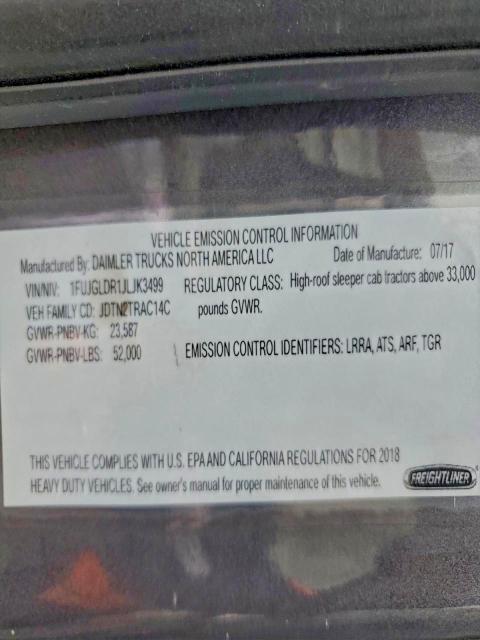 VEHICLE EMISSION CONTROL INFORMATION
Manufactured By: DAIMLER TRUCKS NORTH AMERICA LLC Date of Manufacture: 07/17
VIN/NIV: 1FUJGLDR1JLJK3499 REGULATORY CLASS: High-roof sleeper cab tractors above 33,000
VEH FAMILY CD: JDTN2TRAC14C pounds GVWR.
GVWR-PNBV-KG: 23,587
GVWR-PNBV-LBS: 52,000 EMISSION CONTROL IDENTIFIERS: LRRA, ATS, ARF, TGR
THIS VEHICLE COMPLIES WITH U.S. EPA AND CALIFORNIA REGULATIONS FOR 2018
HEAVY DUTY VEHICLES. See owner's manual for proper maintenance of this vehicle. FREIGHTLINER